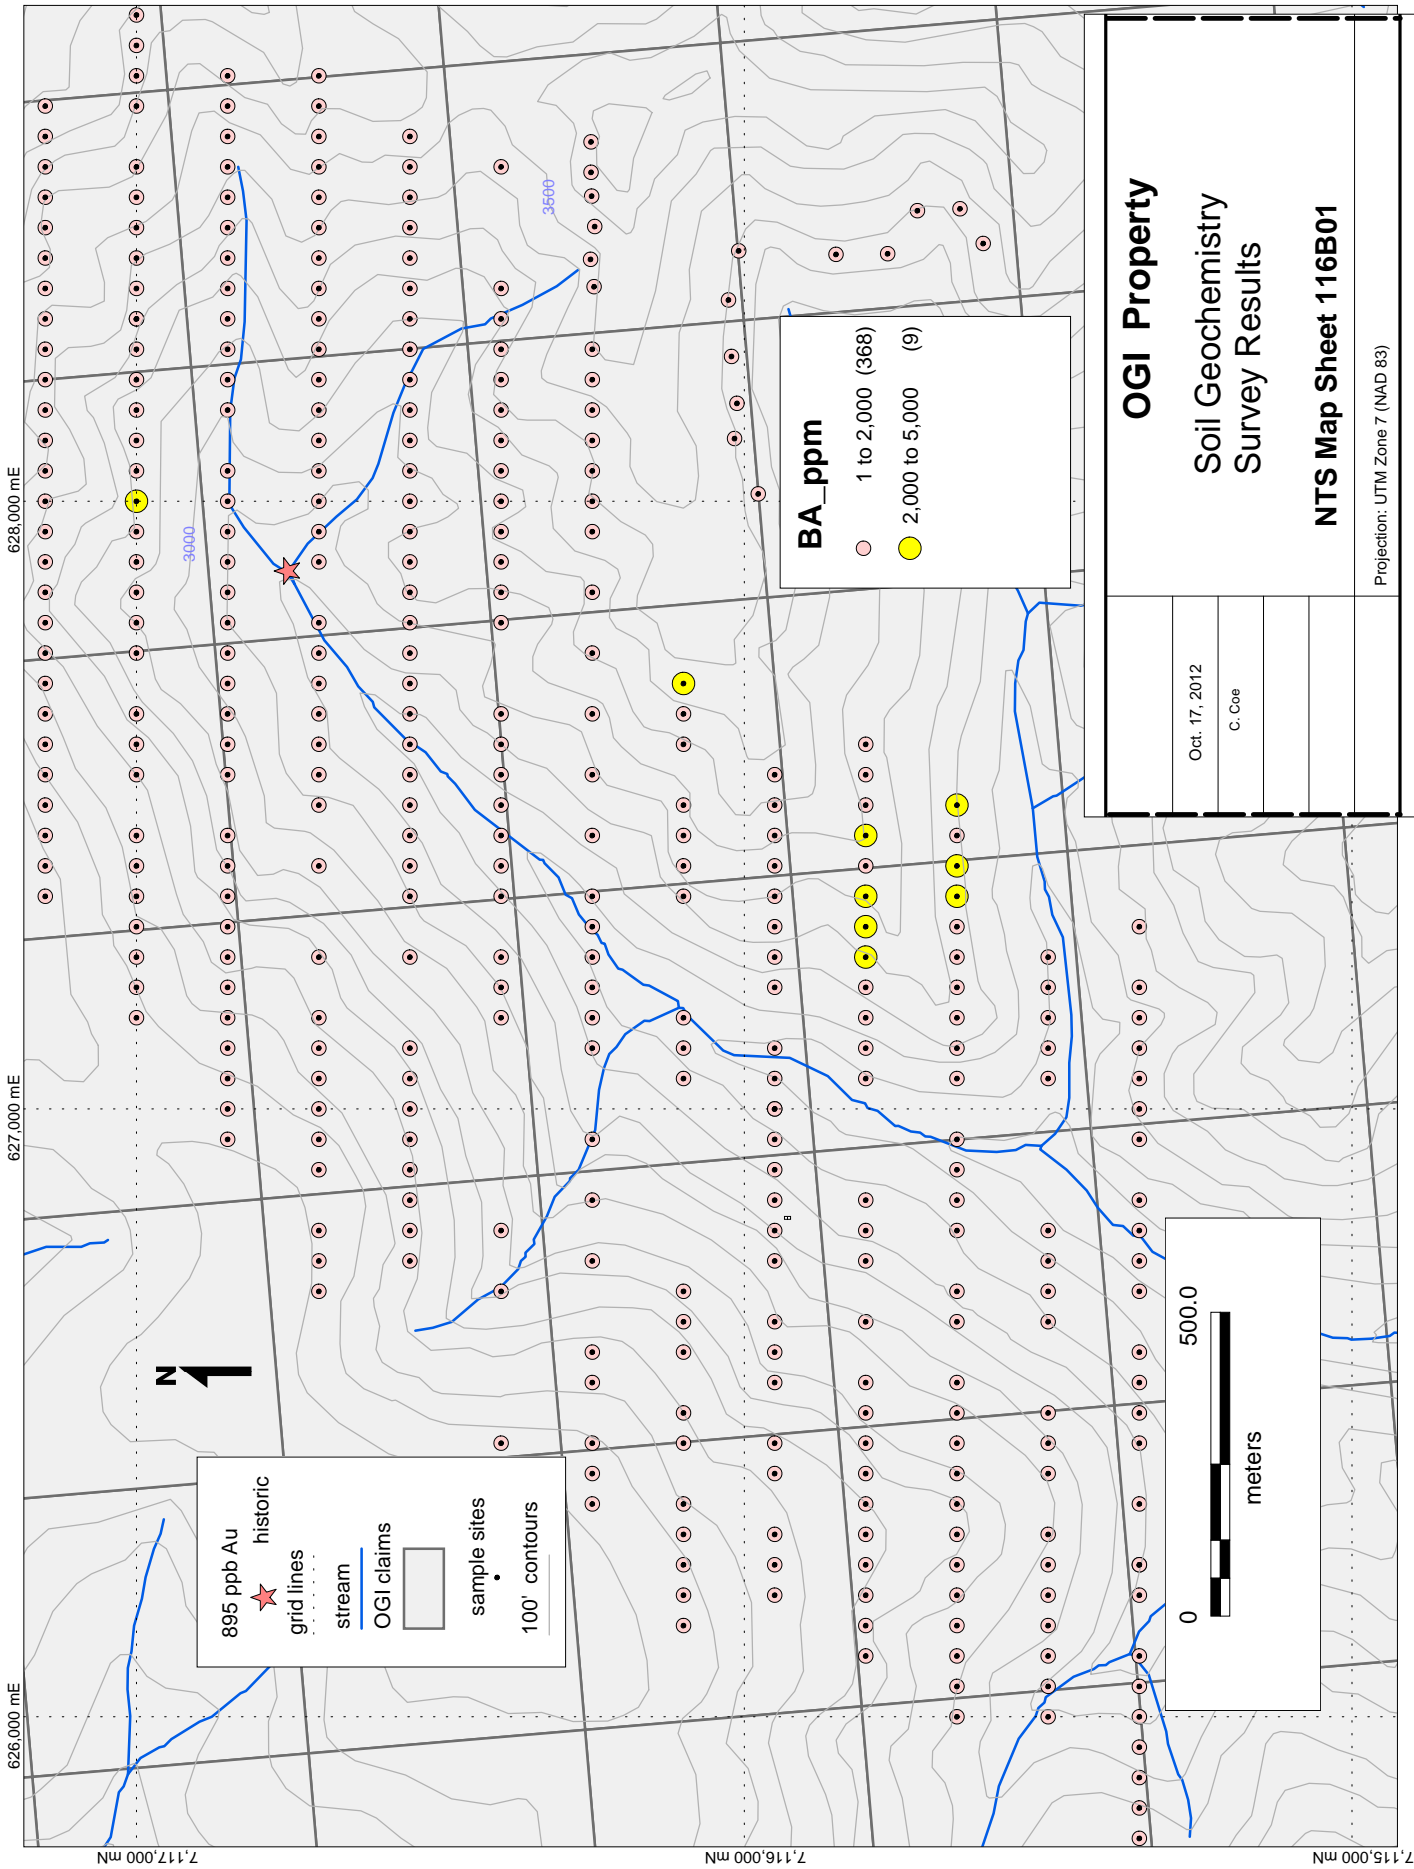 626,000 mE
627,000 mE
628,000 mE
7,117,000 mN
7,116,000 mN
7,115,000 mN
3000
3500
N
895 ppb Au
historic
grid lines
stream
OGI claims
sample sites
100' contours
BA_ppm
1 to 2,000 (368)
2,000 to 5,000 (9)
0
500.0
meters
OGI Property
Soil Geochemistry
Survey Results
NTS Map Sheet 116B01
Oct. 17, 2012
C. Coe
Projection: UTM Zone 7 (NAD 83)